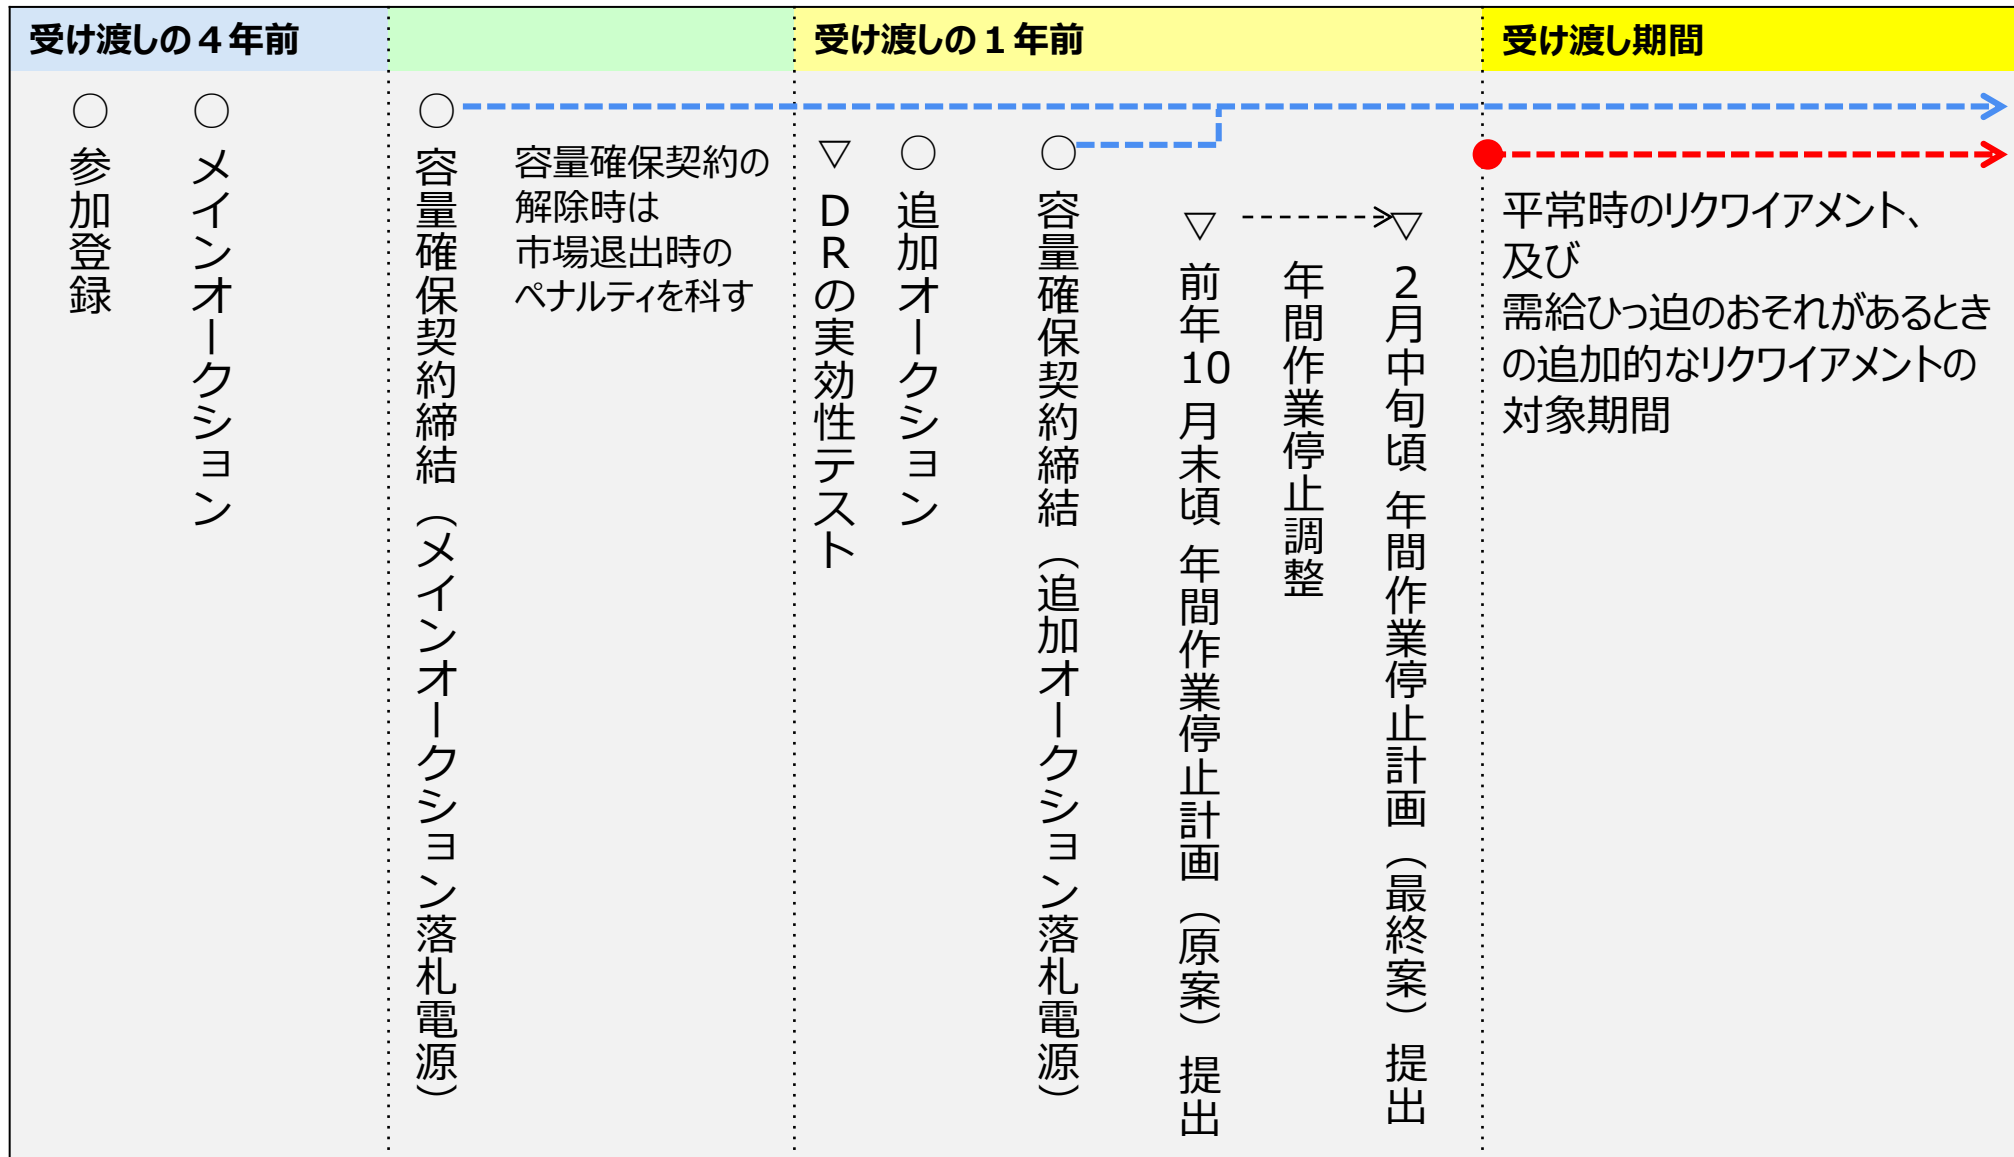 受け渡しの４年前
受け渡しの１年前
受け渡し期間
○ 参加登録
○ メインオークション
○ 容量確保契約締結（メインオークション落札電源）
容量確保契約の
解除時は
市場退出時の
ペナルティを科す
▽ ＤＲの実効性テスト
○ 追加オークション
○ 容量確保契約締結（追加オークション落札電源）
▽ 前年10月末頃 年間作業停止計画（原案）提出
年間作業停止調整
▽ 2月中旬頃 年間作業停止計画（最終案）提出
平常時のリクワイアメント、
及び
需給ひっ迫のおそれがあるとき
の追加的なリクワイアメントの
対象期間